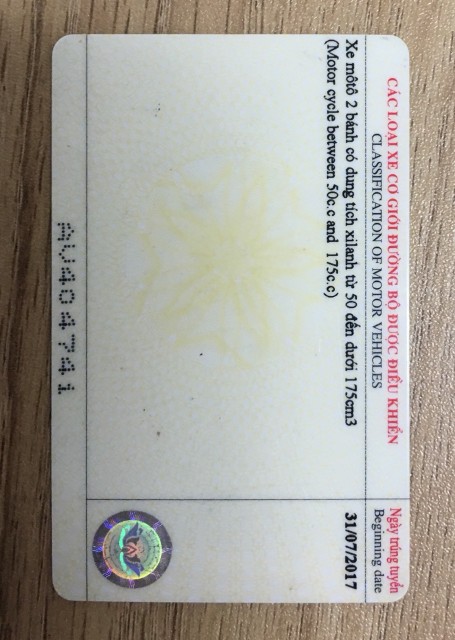 CÁC LOẠI XE CƠ GIỚI ĐƯỜNG BỘ ĐƯỢC ĐIỀU KHIỂN
CLASSIFICATION OF MOTOR VEHICLES
Ngày trúng tuyển
Beginning date
Xe môtô 2 bánh có dung tích xilanh từ 50 đến dưới 175cm3
(Motor cycle between 50c.c and 175c.c)
31/07/2017
AV404741